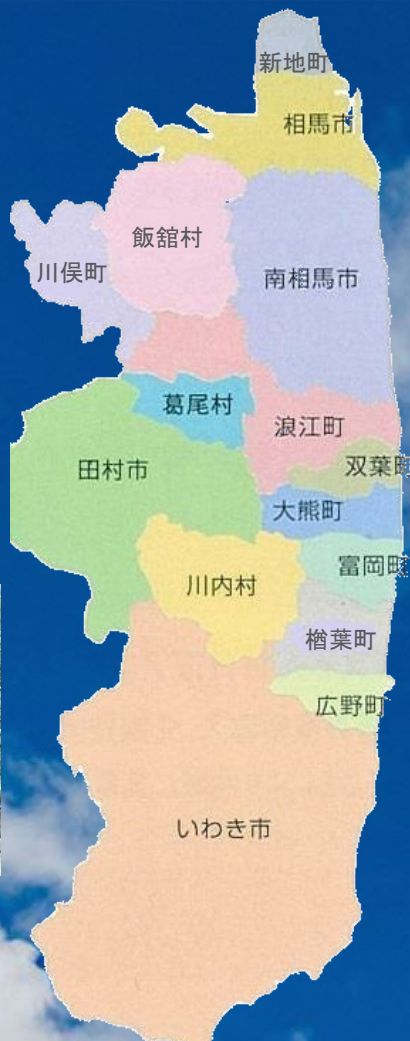 新地町
相馬市
飯舘村
川俣町
南相馬市
葛尾村
浪江町
双葉町
田村市
大熊町
富岡町
川内村
楢葉町
広野町
いわき市